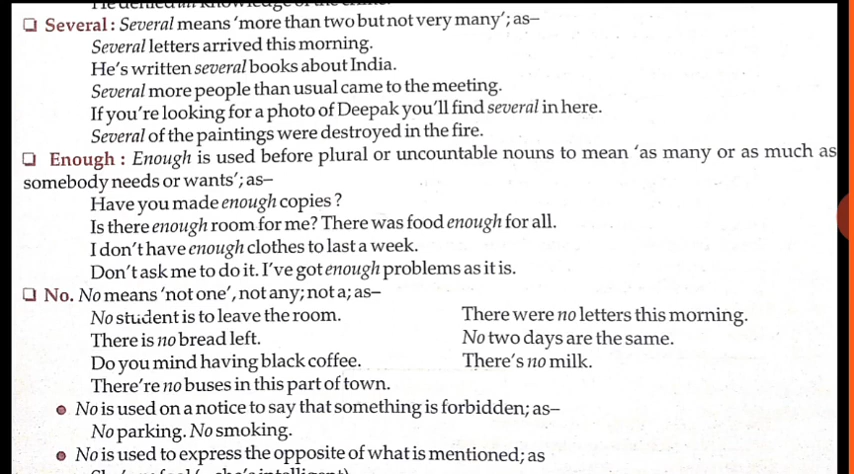 He denied all knowledge of the crime.
❑ Several : Several means 'more than two but not very many'; as–
Several letters arrived this morning.
He's written several books about India.
Several more people than usual came to the meeting.
If you're looking for a photo of Deepak you'll find several in here.
Several of the paintings were destroyed in the fire.
❑ Enough : Enough is used before plural or uncountable nouns to mean 'as many or as much as
somebody needs or wants'; as–
Have you made enough copies ?
Is there enough room for me? There was food enough for all.
I don't have enough clothes to last a week.
Don't ask me to do it. I've got enough problems as it is.
❑ No. No means 'not one', not any; not a; as–
No student is to leave the room. There were no letters this morning.
There is no bread left. No two days are the same.
Do you mind having black coffee. There's no milk.
There're no buses in this part of town.
● No is used on a notice to say that something is forbidden; as–
No parking. No smoking.
● No is used to express the opposite of what is mentioned; as